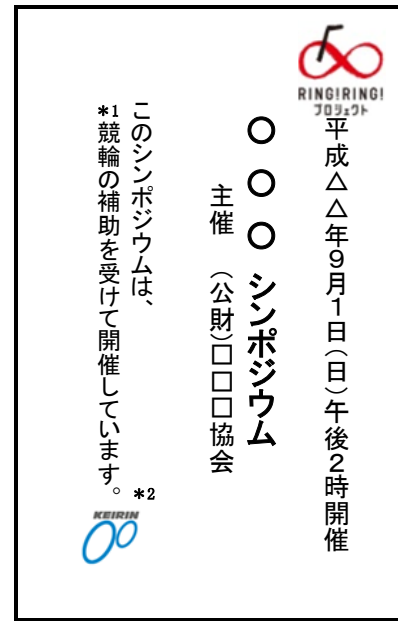 RING!RING!
プロジェクト
平成△△年9月1日(日)午後2時開催
○○○シンポジウム
主催 (公財)□□□協会
このシンポジウムは、
*1競輪の補助を受けて開催しています。 *2
KEIRIN